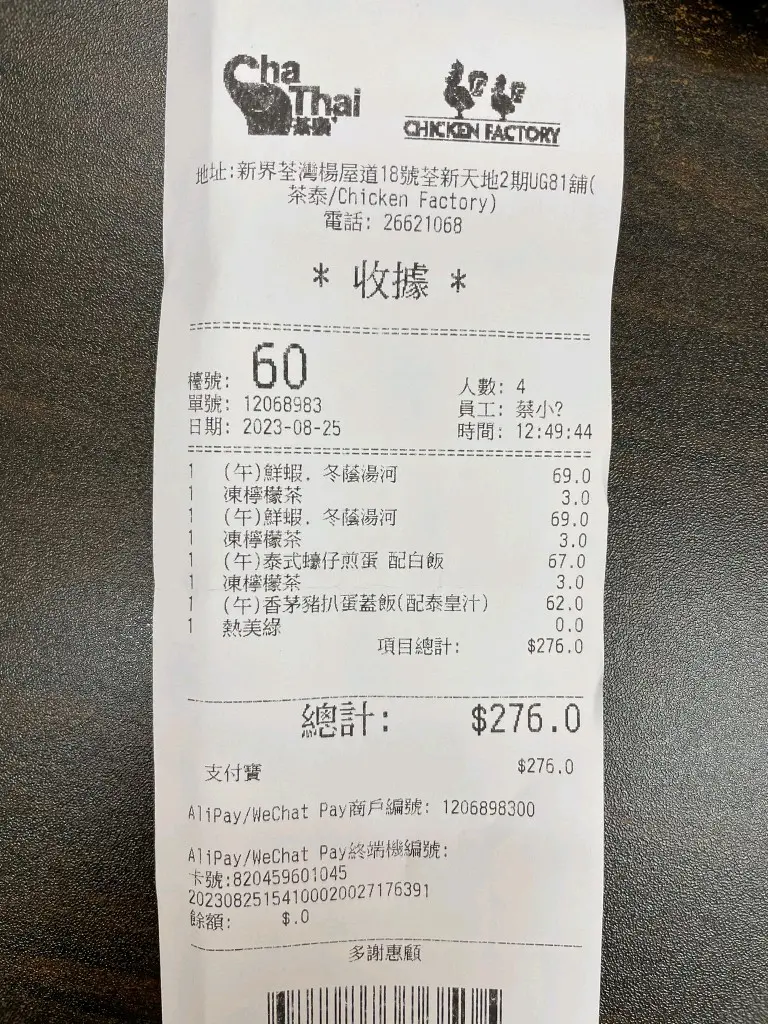 Cha Thai 茶泰
CHICKEN FACTORY
地址:新界荃灣楊屋道18號荃新天地2期UG81舖(
茶泰/Chicken Factory)
電話: 26621068
* 收據 *
檯號: 60 人數: 4
單號: 12068983 員工: 蔡小?
日期: 2023-08-25 時間: 12:49:44
1 (午)鮮蝦. 冬蔭湯河 69.0
1 凍檸檬茶 3.0
1 (午)鮮蝦. 冬蔭湯河 69.0
1 凍檸檬茶 3.0
1 (午)泰式蠔仔煎蛋 配白飯 67.0
1 凍檸檬茶 3.0
1 (午)香茅豬扒蛋蓋飯(配泰皇汁) 62.0
1 熱美綠 0.0
項目總計: $276.0
總計: $276.0
支付寶 $276.0
AliPay/WeChat Pay商戶編號: 1206898300
AliPay/WeChat Pay終端機編號:
卡號:820459601045
2023082515410002002717​6391
餘額: $.0
多謝惠顧